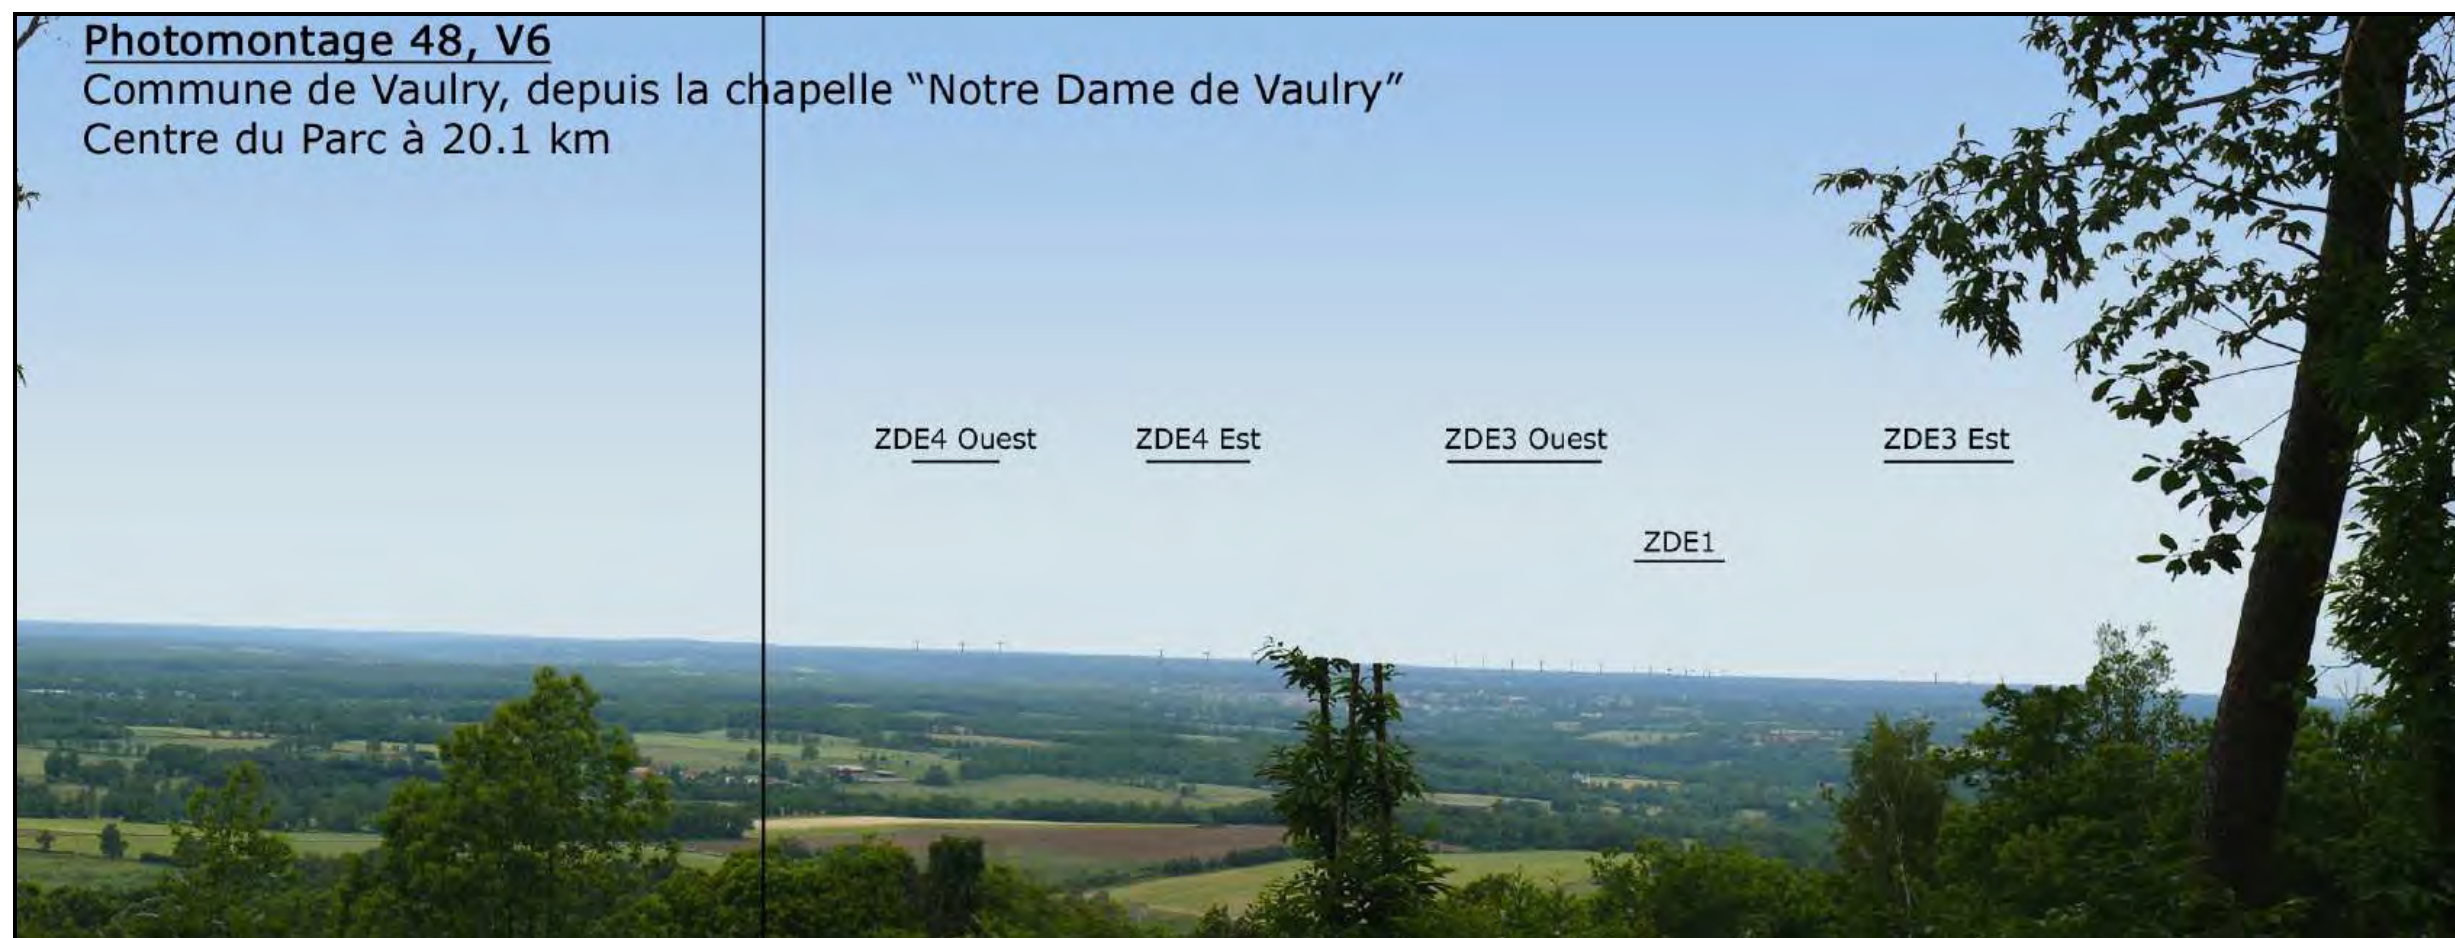 Photomontage 48, V6
Commune de Vaulry, depuis la chapelle “Notre Dame de Vaulry”
Centre du Parc à 20.1 km
ZDE4 Ouest
ZDE4 Est
ZDE3 Ouest
ZDE3 Est
ZDE1